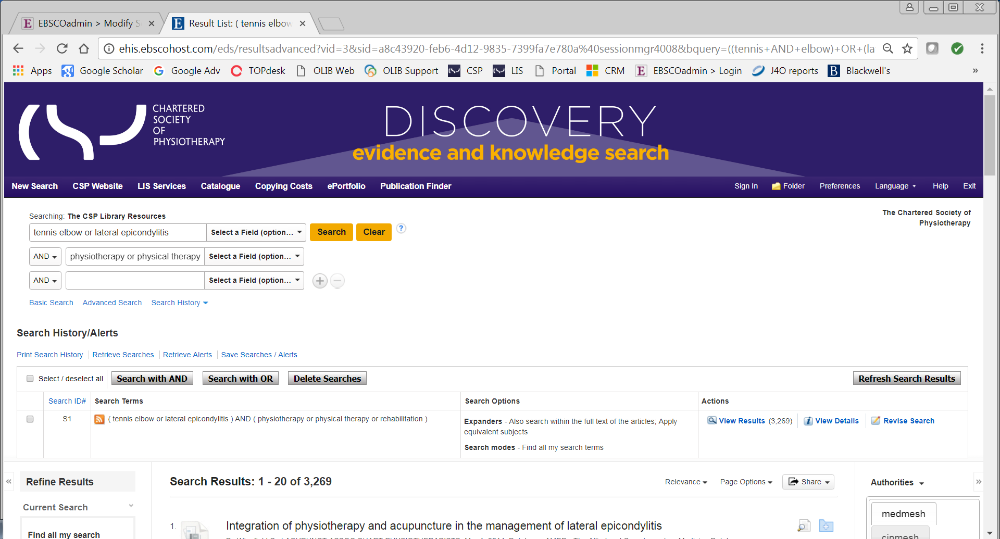 EBSCOadmin > Modify S
Result List: ( tennis elbow
ehis.ebscohost.com/eds/resultsadvanced?vid=3&sid=a8c43920-feb6-4d12-9835-7399fa7e780a%40sessionmgr4008&bquery=((tennis+AND+elbow)+OR+(la
Apps Google Scholar Google Adv TOPdesk OLIB Web OLIB Support CSP LIS Portal CRM EBSCOadmin > Login J4O reports Blackwell's »
CHARTERED
SOCIETY
OF
PHYSIOTHERAPY
DISCOVERY
evidence and knowledge search
New Search CSP Website LIS Services Catalogue Copying Costs ePortfolio Publication Finder Sign In Folder Preferences Language Help Exit
Searching: The CSP Library Resources
The Chartered Society of
Physiotherapy
tennis elbow or lateral epicondylitis Select a Field (option... Search Clear ?
AND physiotherapy or physical therapy Select a Field (option...
AND Select a Field (option...
Basic Search Advanced Search Search History
Search History/Alerts
Print Search History Retrieve Searches Retrieve Alerts Save Searches / Alerts
Select / deselect all Search with AND Search with OR Delete Searches Refresh Search Results
Search ID# Search Terms Search Options Actions
S1 ( tennis elbow or lateral epicondylitis ) AND ( physiotherapy or physical therapy or rehabilitation )
Expanders - Also search within the full text of the articles; Apply
equivalent subjects
Search modes - Find all my search terms
View Results (3,269) View Details Revise Search
« Refine Results
Search Results: 1 - 20 of 3,269 Relevance Page Options Share
Authorities »
Current Search
Find all my search
1. Integration of physiotherapy and acupuncture in the management of lateral epicondylitis
medmesh
cinmesh